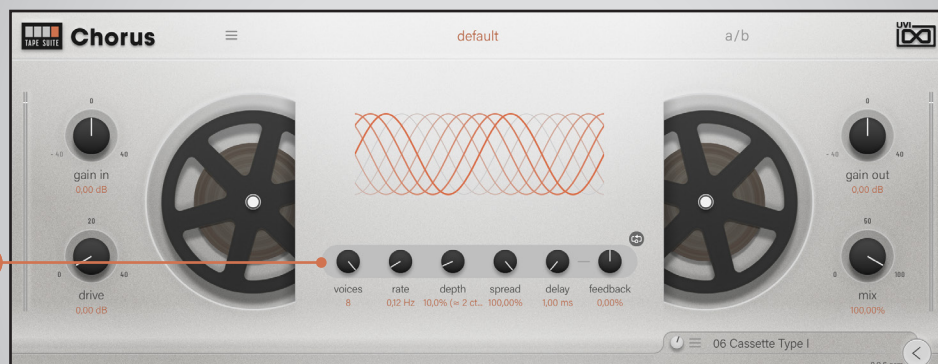 TAPE SUITE Chorus default a/b UVI
0 0
-40 40 -40 40
gain in gain out
0,00 dB 0,00 dB
20 50
0 40 0 100
voices rate depth spread delay feedback
8 0,12 Hz 10,0% (= 2 ct... 100,00% 1,00 ms 0.00%
drive mix
0,00 dB 100,00%
06 Cassette Type I